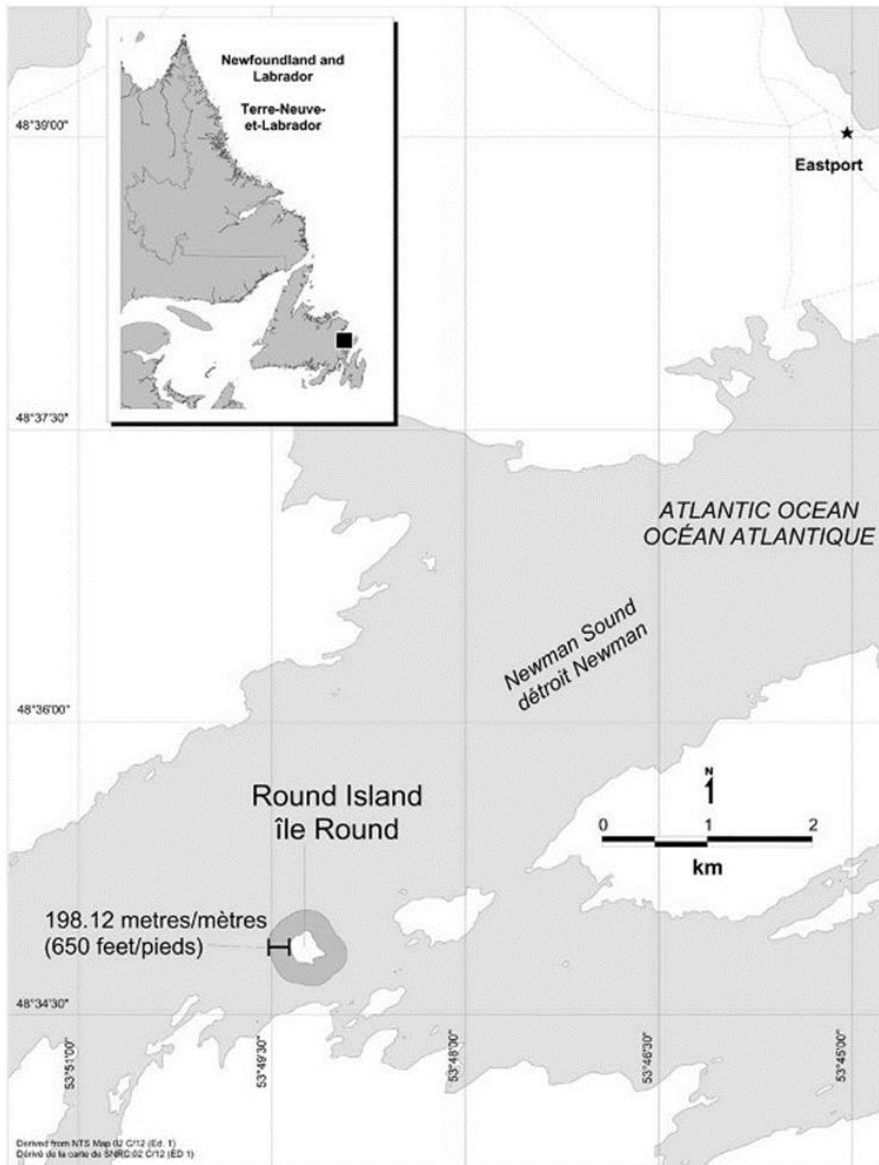 Newfoundland and
Labrador
Terre-Neuve-
et-Labrador
48°39'00"
Eastport
48°37'30"
ATLANTIC OCEAN
OCÉAN ATLANTIQUE
Newman Sound
détroit Newman
48°36'00"
Round Island
île Round
N
0 1 2
km
198.12 metres/mètres
(650 feet/pieds)
48°34'30"
53°51'00"
53°49'30"
53°48'00"
53°46'30"
53°45'00"
Derived from NTS Map 02 C/12 (Ed. 1)
Dérivé de la carte du SNRC 02 C/12 (ED 1)